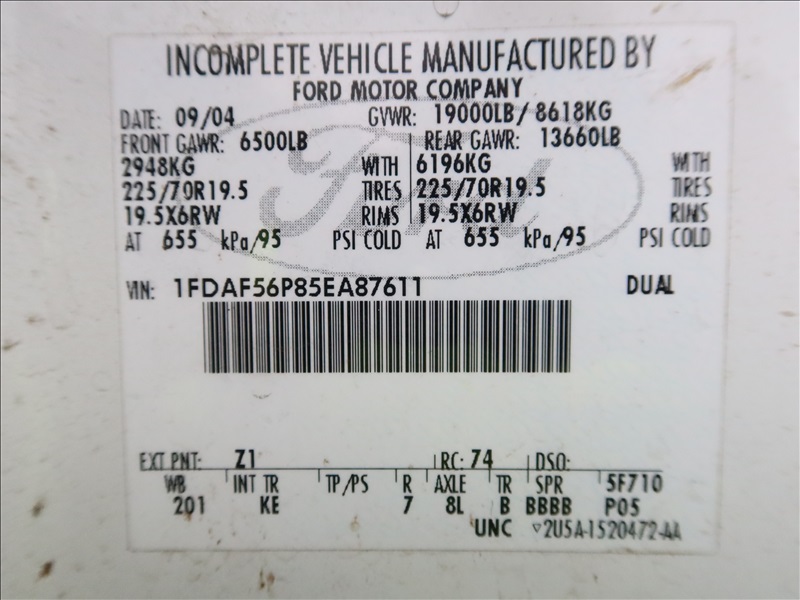 INCOMPLETE VEHICLE MANUFACTURED BY
FORD MOTOR COMPANY
DATE: 09/04 GVWR: 19000LB/ 8618KG
FRONT GAWR: 6500LB REAR GAWR: 13660LB
2948KG WITH 6196KG WITH
225/70R19.5 TIRES 225/70R19.5 TIRES
19.5X6RW RIMS 19.5X6RW RIMS
AT 655 kPa/95 PSI COLD AT 655 kPa/95 PSI COLD
VIN: 1FDAF56P85EA87611 DUAL
Ford
EXT PNT: Z1 RC: 74 DSO:
WB INT TR TP/PS R AXLE TR SPR 5F710
201 KE 7 8L B BBBB P05
UNC ▽2U5A-1520472-AA